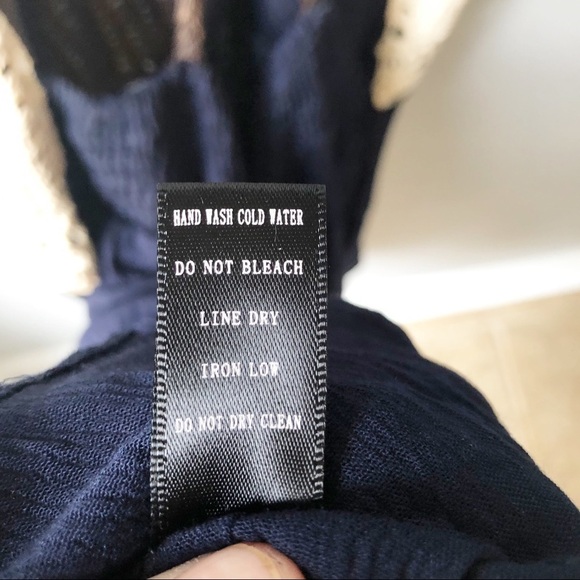 HAND WASH COLD WATER
DO NOT BLEACH
LINE DRY
IRON LOW
DO NOT DRY CLEAN